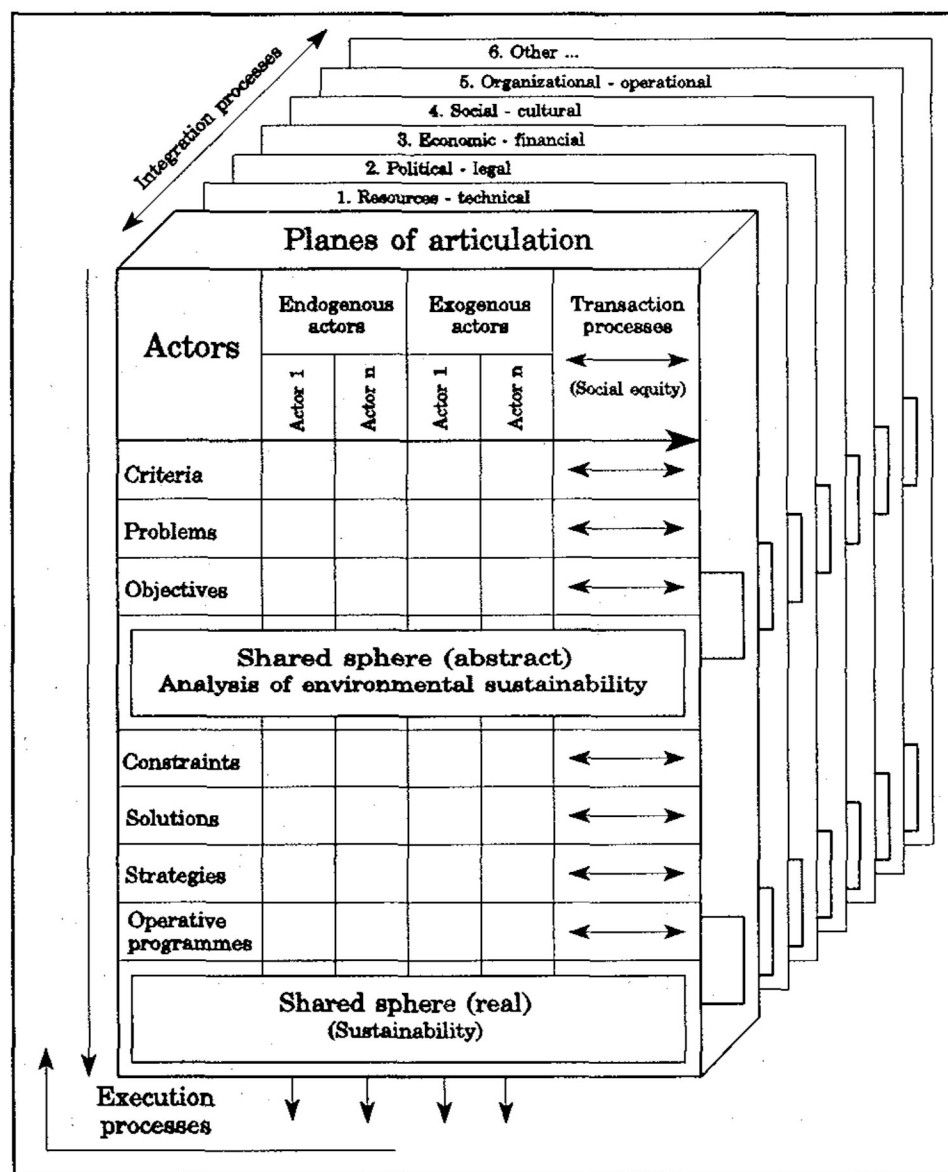 6. Other ...
5. Organizational - operational
4. Social - cultural
3. Economic - financial
2. Political - legal
1. Resources - technical
Integration processes
Planes of articulation
Actors
Endogenous
actors
Exogenous
actors
Transaction
processes
(Social equity)
Actor 1
Actor n
Actor 1
Actor n
Criteria
Problems
Objectives
Shared sphere (abstract)
Analysis of environmental sustainability
Constraints
Solutions
Strategies
Operative
programmes
Shared sphere (real)
(Sustainability)
Execution
processes